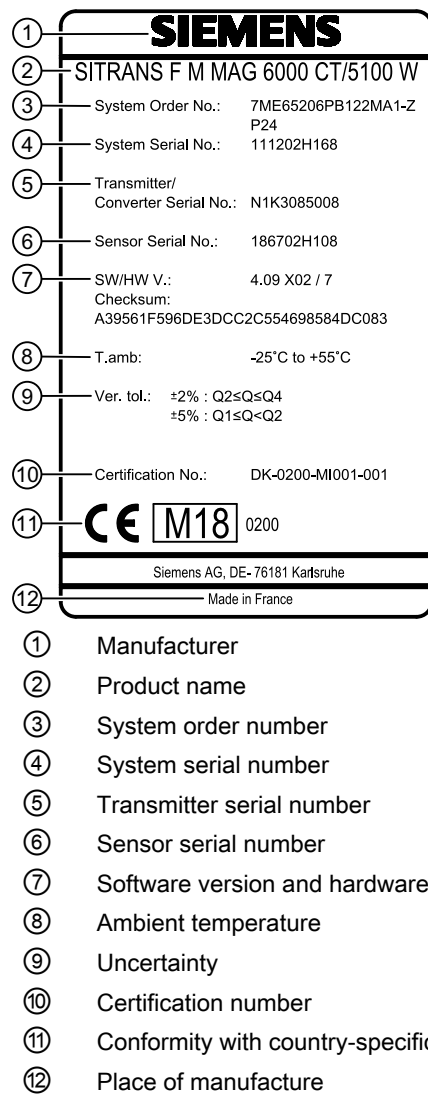 ① SIEMENS
② SITRANS F M MAG 6000 CT/5100 W
③ System Order No.: 7ME65206PB122MA1-Z
P24
④ System Serial No.: 111202H168
⑤ Transmitter/
Converter Serial No.: N1K3085008
⑥ Sensor Serial No.: 186702H108
⑦ SW/HW V.: 4.09 X02 / 7
Checksum:
A39561F596DE3DCC2C554698584DC083
⑧ T.amb: -25°C to +55°C
⑨ Ver. tol.: ±2% : Q2≤Q≤Q4
±5% : Q1≤Q<Q2
⑩ Certification No.: DK-0200-MI001-001
⑪ CE M18 0200
Siemens AG, DE- 76181 Karlsruhe
⑫ Made in France
① Manufacturer
② Product name
③ System order number
④ System serial number
⑤ Transmitter serial number
⑥ Sensor serial number
⑦ Software version and hardware
⑧ Ambient temperature
⑨ Uncertainty
⑩ Certification number
⑪ Conformity with country-specific
⑫ Place of manufacture